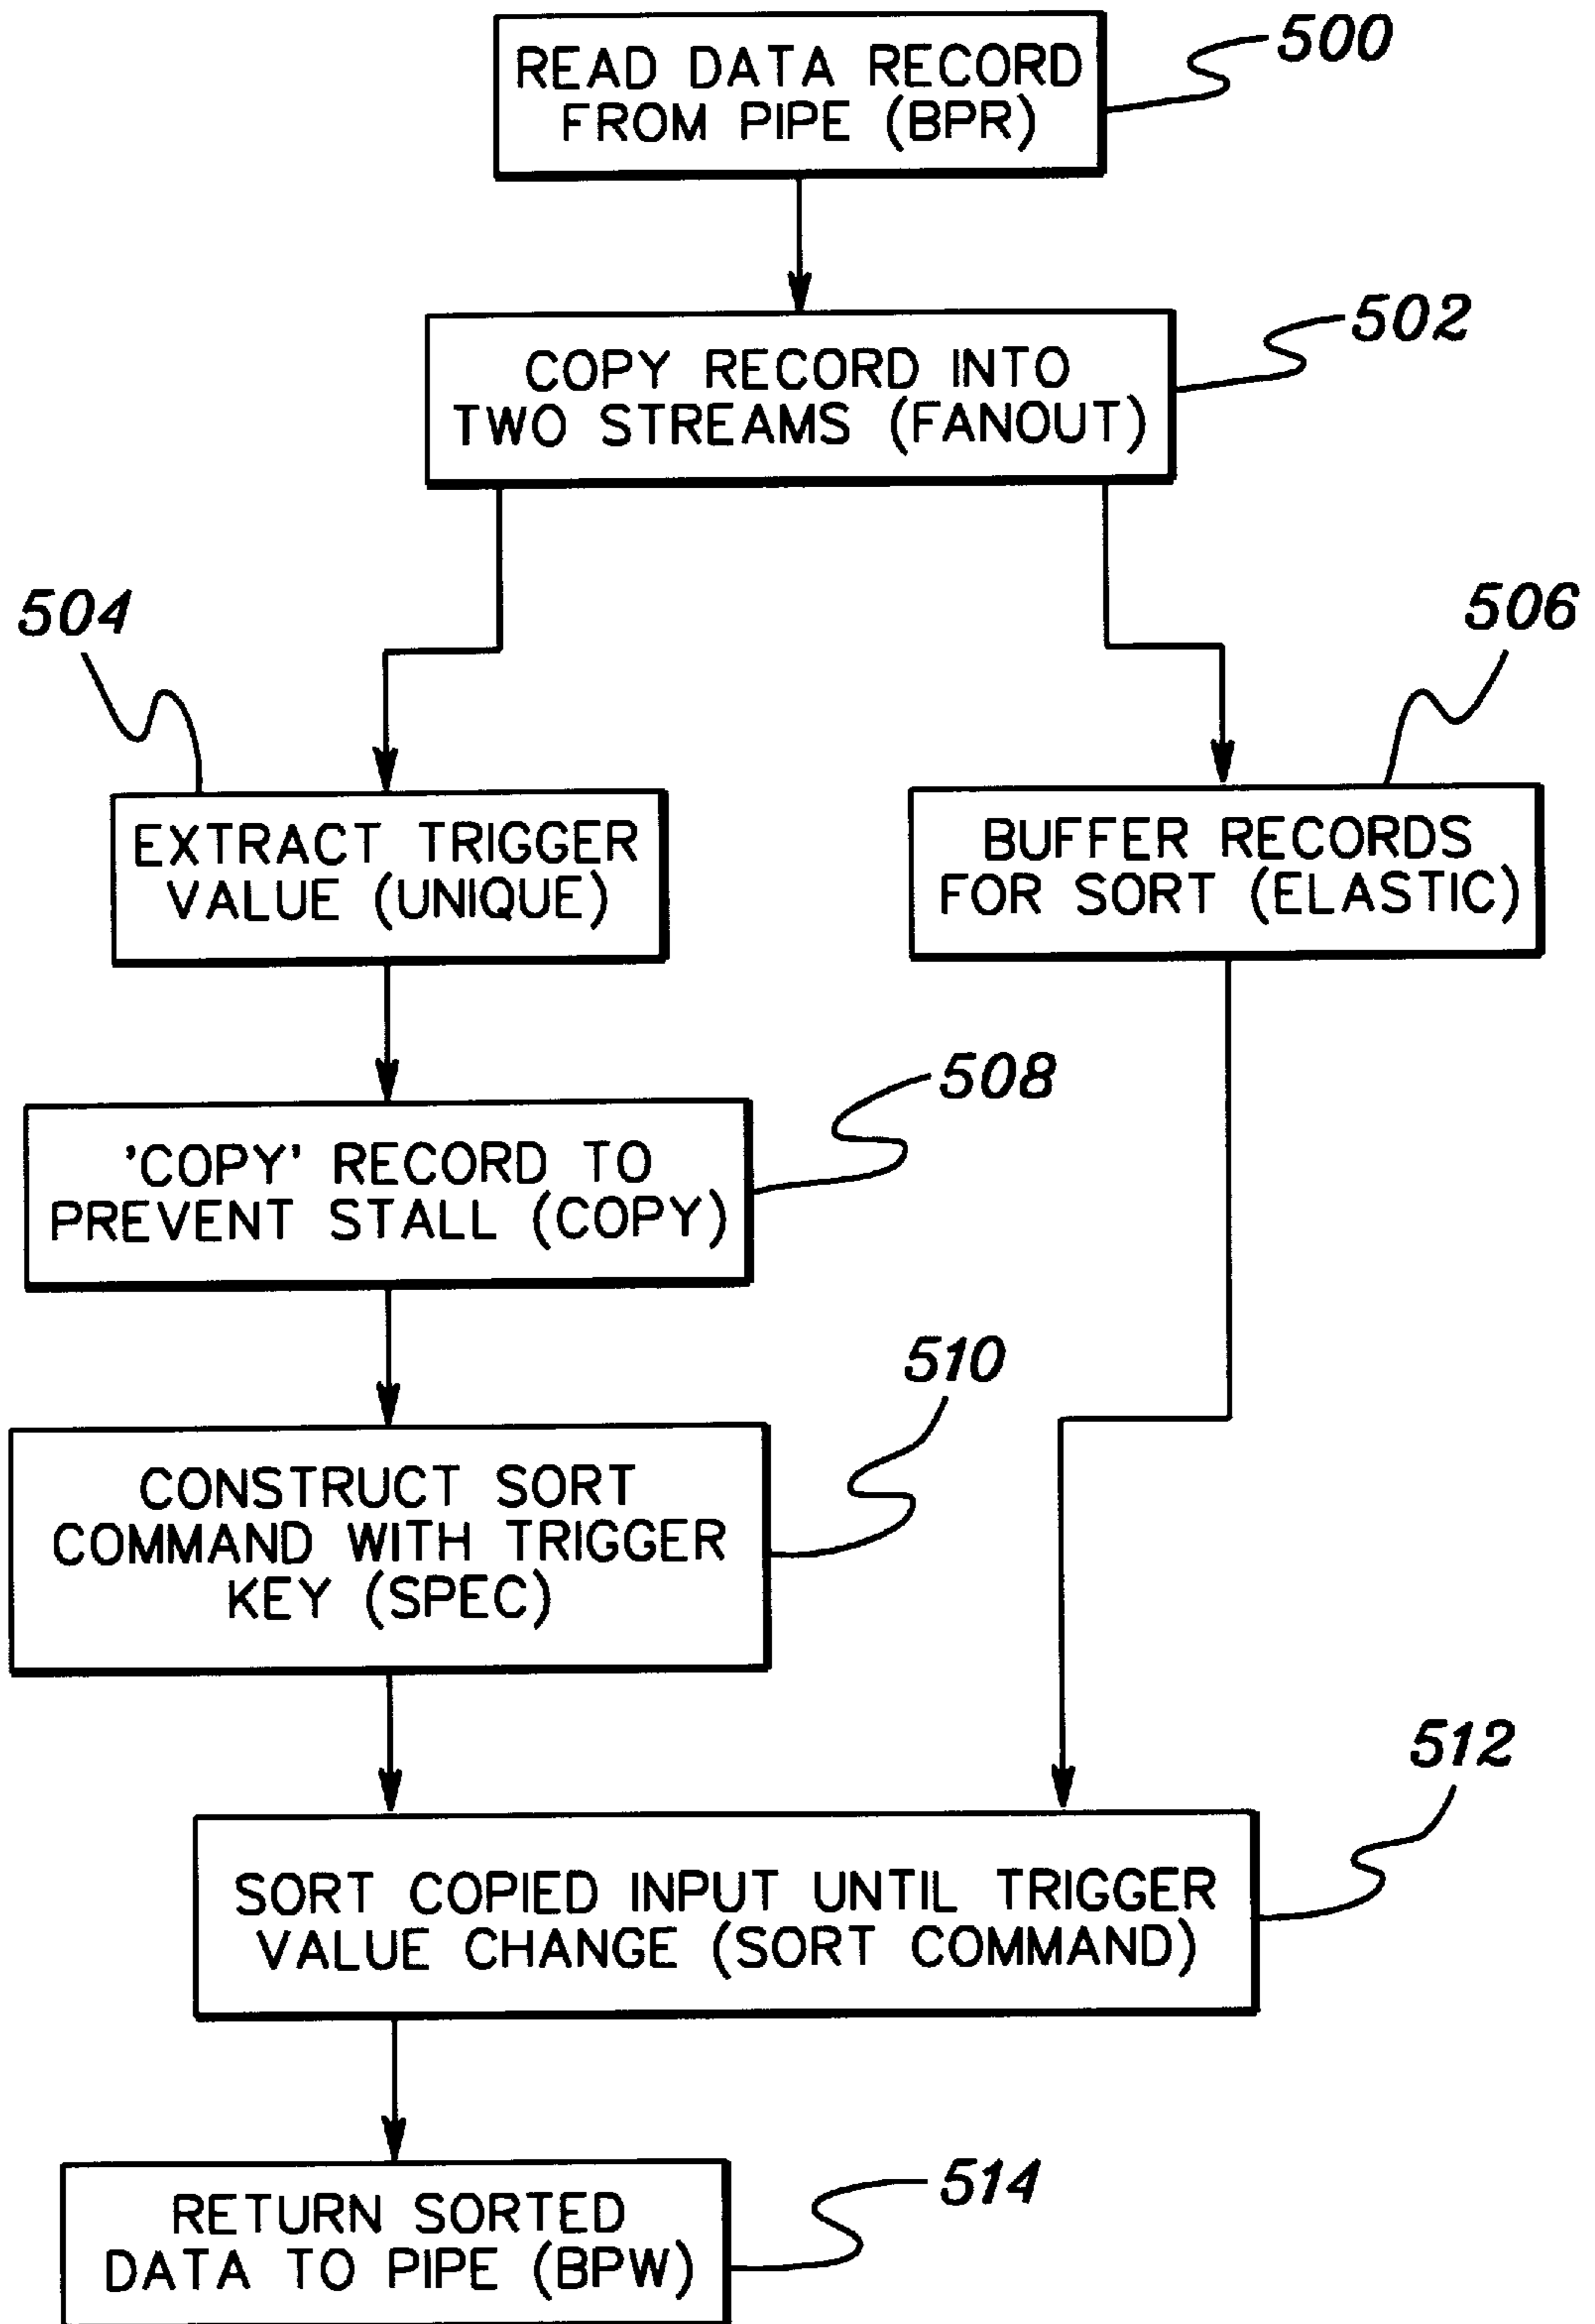 READ DATA RECORD
FROM PIPE (BPR)
500
COPY RECORD INTO
TWO STREAMS (FANOUT)
502
504
506
EXTRACT TRIGGER
VALUE (UNIQUE)
BUFFER RECORDS
FOR SORT (ELASTIC)
508
'COPY' RECORD TO
PREVENT STALL (COPY)
510
CONSTRUCT SORT
COMMAND WITH TRIGGER
KEY (SPEC)
512
SORT COPIED INPUT UNTIL TRIGGER
VALUE CHANGE (SORT COMMAND)
514
RETURN SORTED
DATA TO PIPE (BPW)